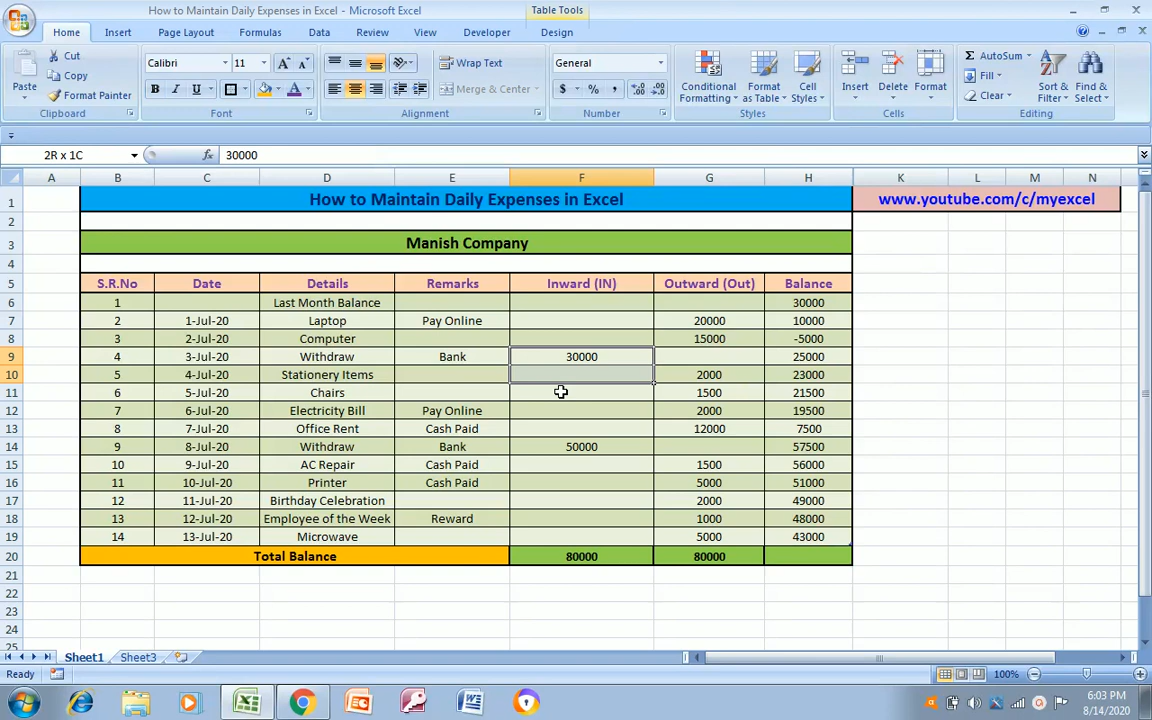 How to Maintain Daily Expenses in Excel - Microsoft Excel
Table Tools
Home Insert Page Layout Formulas Data Review View Developer Design
Paste
Cut
Copy
Format Painter
Clipboard
Calibri 11
B I U
Font
Wrap Text
Merge & Center
Alignment
General
$ % ,
Number
Conditional Formatting
Format as Table
Cell Styles
Styles
Insert Delete Format
Cells
AutoSum
Fill
Clear
Sort & Filter
Find & Select
Editing
2R x 1C fx 30000
A B C D E F G H K L M N
1 How to Maintain Daily Expenses in Excel www.youtube.com/c/myexcel
2
3 Manish Company
4
5 S.R.No Date Details Remarks Inward (IN) Outward (Out) Balance
6 1 Last Month Balance 30000
7 2 1-Jul-20 Laptop Pay Online 20000 10000
8 3 2-Jul-20 Computer 15000 -5000
9 4 3-Jul-20 Withdraw Bank 30000 25000
10 5 4-Jul-20 Stationery Items 2000 23000
11 6 5-Jul-20 Chairs 1500 21500
12 7 6-Jul-20 Electricity Bill Pay Online 2000 19500
13 8 7-Jul-20 Office Rent Cash Paid 12000 7500
14 9 8-Jul-20 Withdraw Bank 50000 57500
15 10 9-Jul-20 AC Repair Cash Paid 1500 56000
16 11 10-Jul-20 Printer Cash Paid 5000 51000
17 12 11-Jul-20 Birthday Celebration 2000 49000
18 13 12-Jul-20 Employee of the Week Reward 1000 48000
19 14 13-Jul-20 Microwave 5000 43000
20 Total Balance 80000 80000
21
22
23
24
25
Sheet1 Sheet3
Ready 100%
6:03 PM
8/14/2020